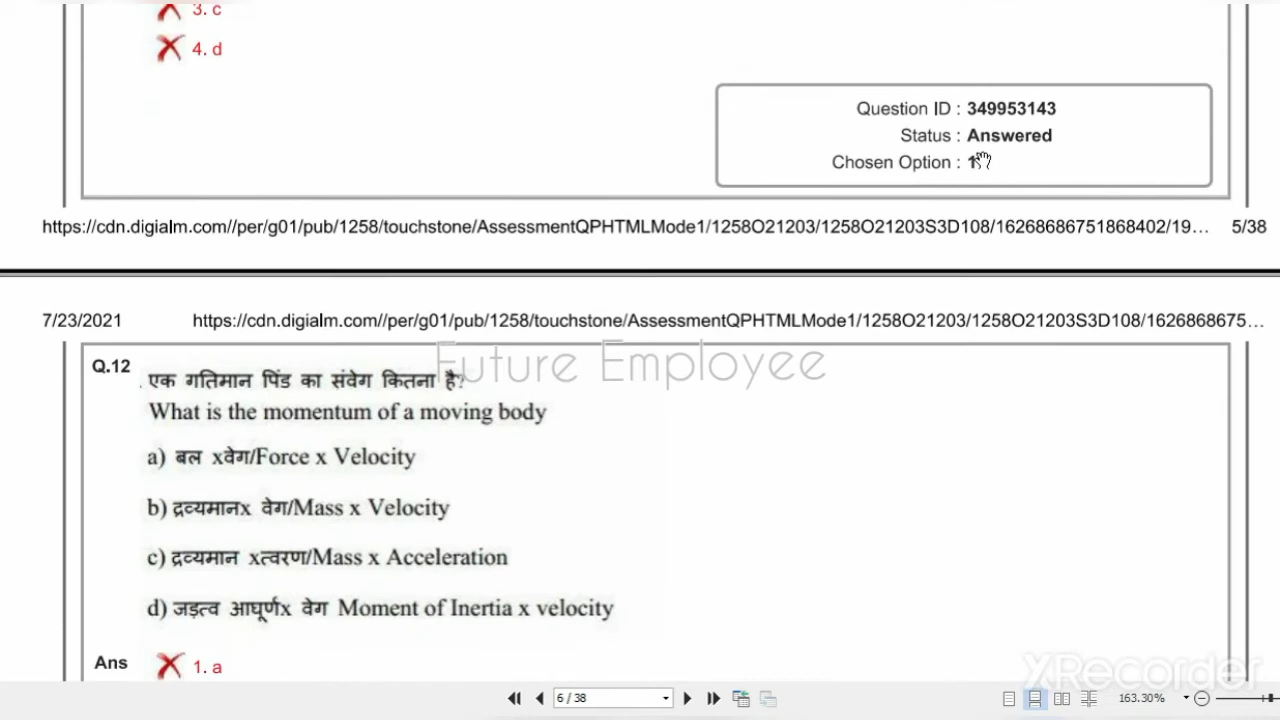 3. c
4. d
Question ID : 349953143
Status : Answered
Chosen Option : 1
https://cdn.digialm.com//per/g01/pub/1258/touchstone/AssessmentQPHTMLMode1/1258O21203/1258O21203S3D108/16268686751868402/19... 5/38
7/23/2021 https://cdn.digialm.com//per/g01/pub/1258/touchstone/AssessmentQPHTMLMode1/1258O21203/1258O21203S3D108/1626868675...
Future Employee
Q.12
एक गतिमान पिंड का संवेग कितना है?
What is the momentum of a moving body
a) बल xवेग/Force x Velocity
b) द्रव्यमानx वेग/Mass x Velocity
c) द्रव्यमान xत्वरण/Mass x Acceleration
d) जड़त्व आघूर्णx वेग Moment of Inertia x velocity
Ans 1. a
XRecorder
6 / 38 163.30%